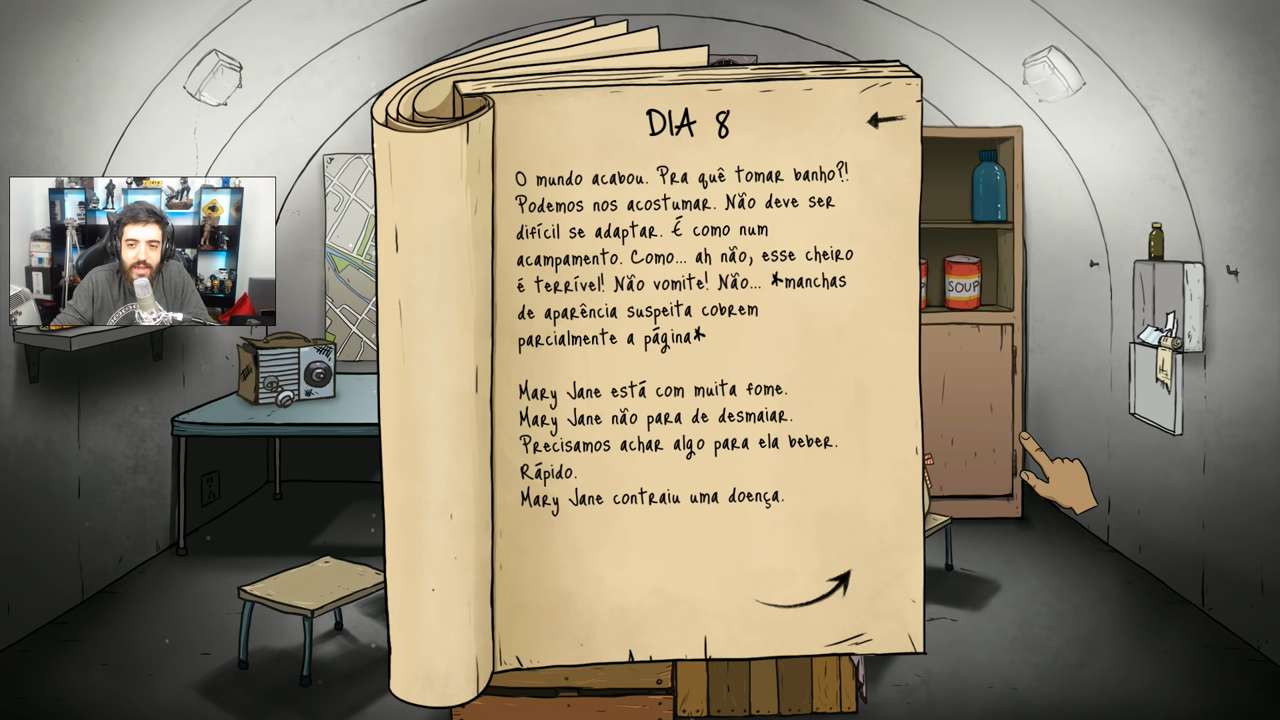 DIA 8
O mundo acabou. Pra quê tomar banho?!
Podemos nos acostumar. Não deve ser
difícil se adaptar. É como num
acampamento. Como... ah não, esse cheiro
é terrível! Não vomite! Não... *manchas
de aparência suspeita cobrem
parcialmente a página*
Mary Jane está com muita fome.
Mary Jane não para de desmaiar.
Precisamos achar algo para ela beber.
Rápido.
Mary Jane contraiu uma doença.
SOUP